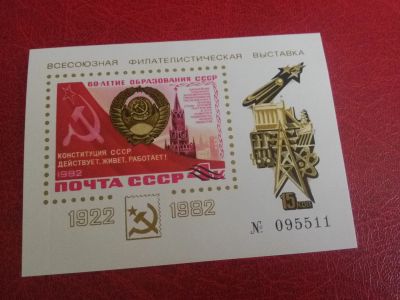 ВСЕСОЮЗНАЯ ФИЛАТЕЛИСТИЧЕСКАЯ ВЫСТАВКА
60-ЛЕТИЕ ОБРАЗОВАНИЯ СССР
КОНСТИТУЦИЯ СССР
ДЕЙСТВУЕТ, ЖИВЕТ, РАБОТАЕТ!
1982
ПОЧТА СССР
15
1922 1982
№ 095511